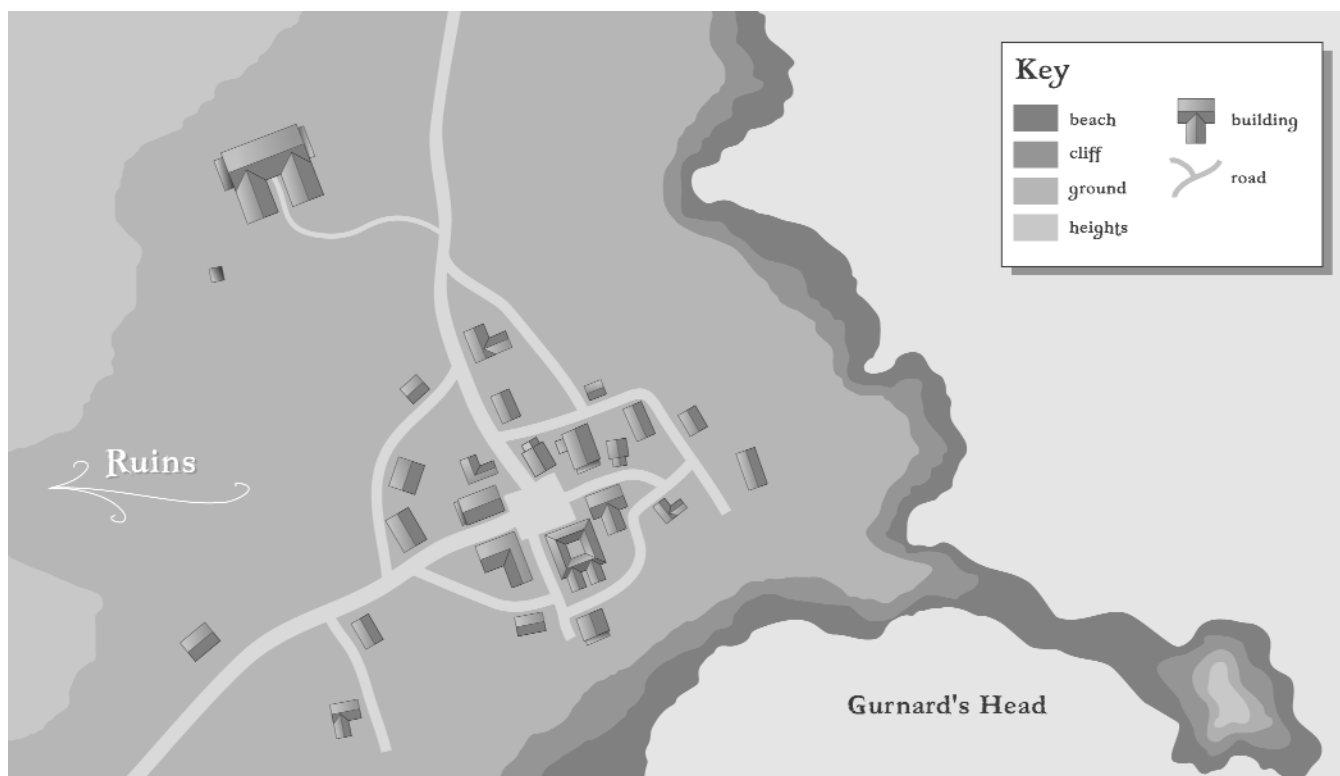 Key
beach
building
cliff
ground
road
heights
Ruins
Gurnard's Head